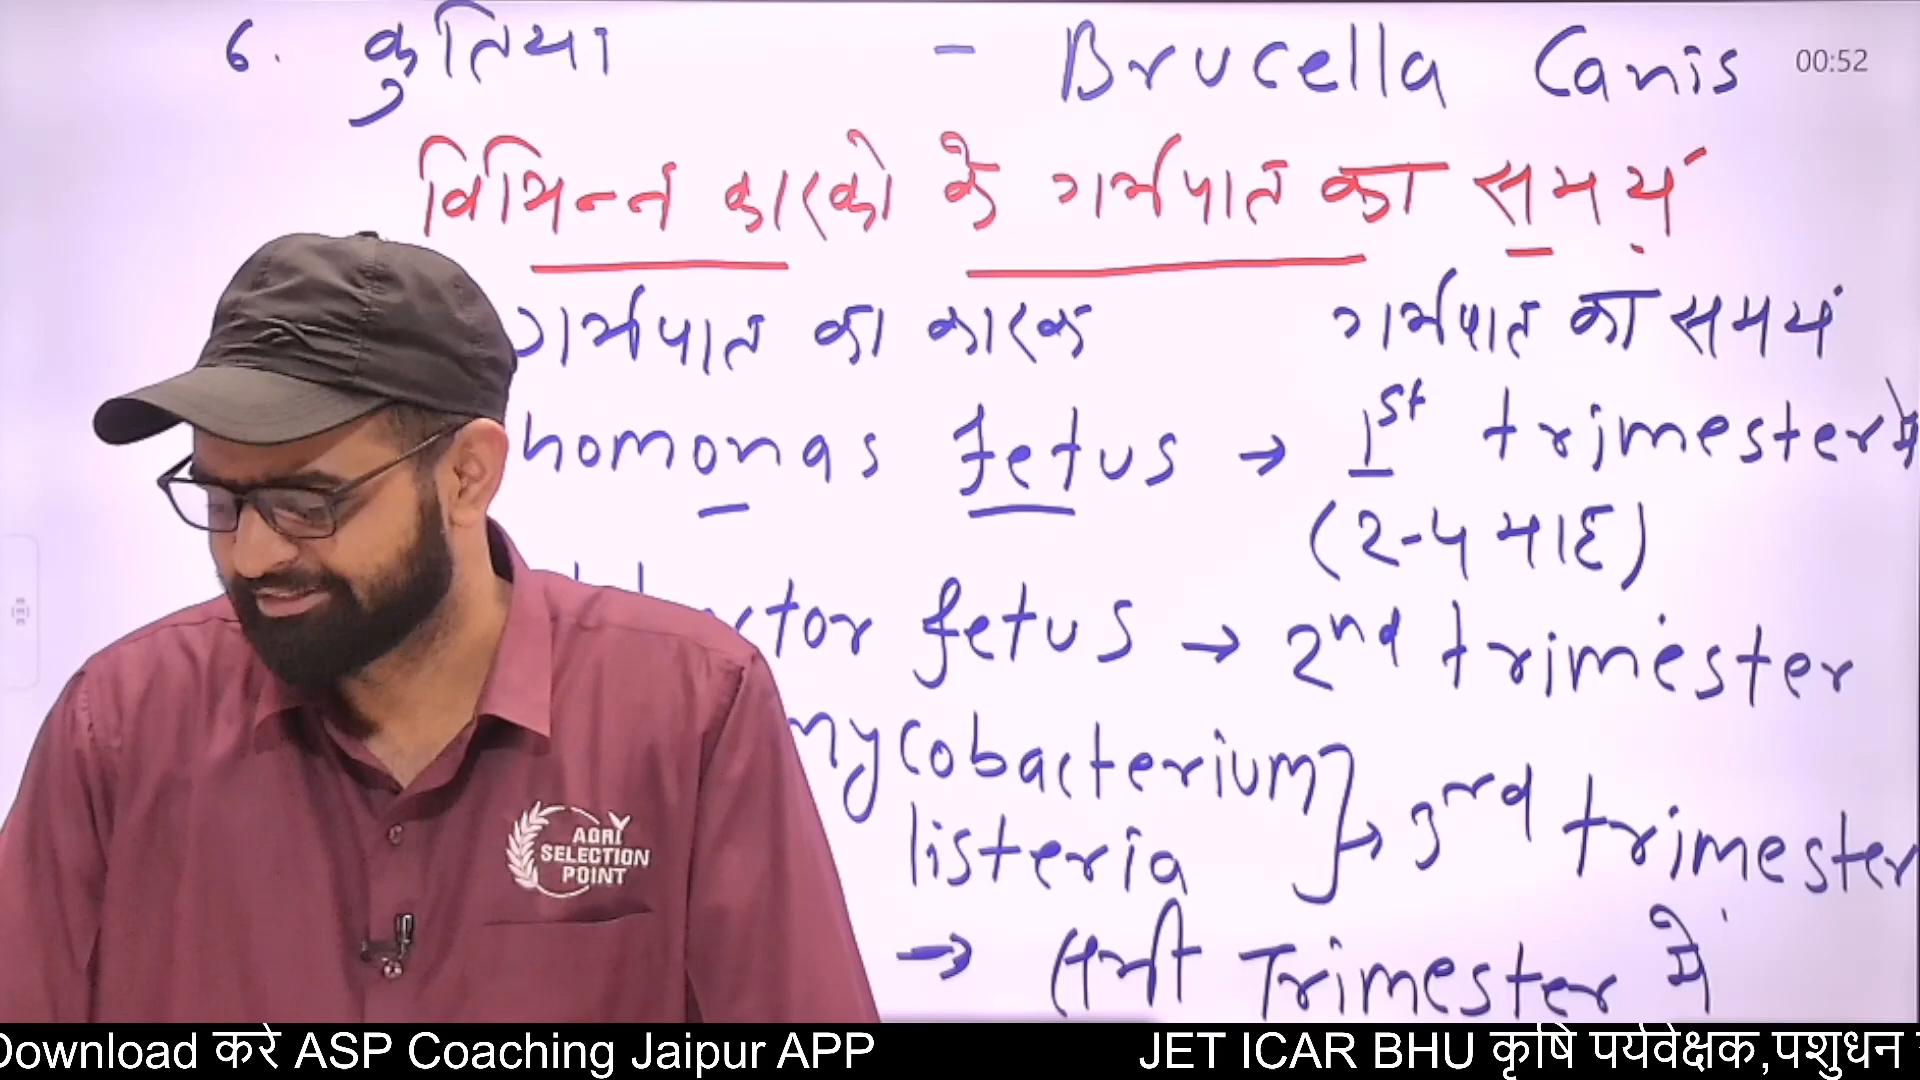 6. कुतिया - Brucella Canis
00:52
विभिन्न कारको के गर्भपात का समय
गर्भपात का कारक गर्भपात का समय
homonas fetus → 1st trimester में
(2-4 माह)
ctor fetus → 2nd trimester
mycobacterium
listeria → 3rd trimester
→ सभी Trimester में
AGRI
SELECTION
POINT
Download करे ASP Coaching Jaipur APP JET ICAR BHU कृषि पर्यवेक्षक,पशुधन